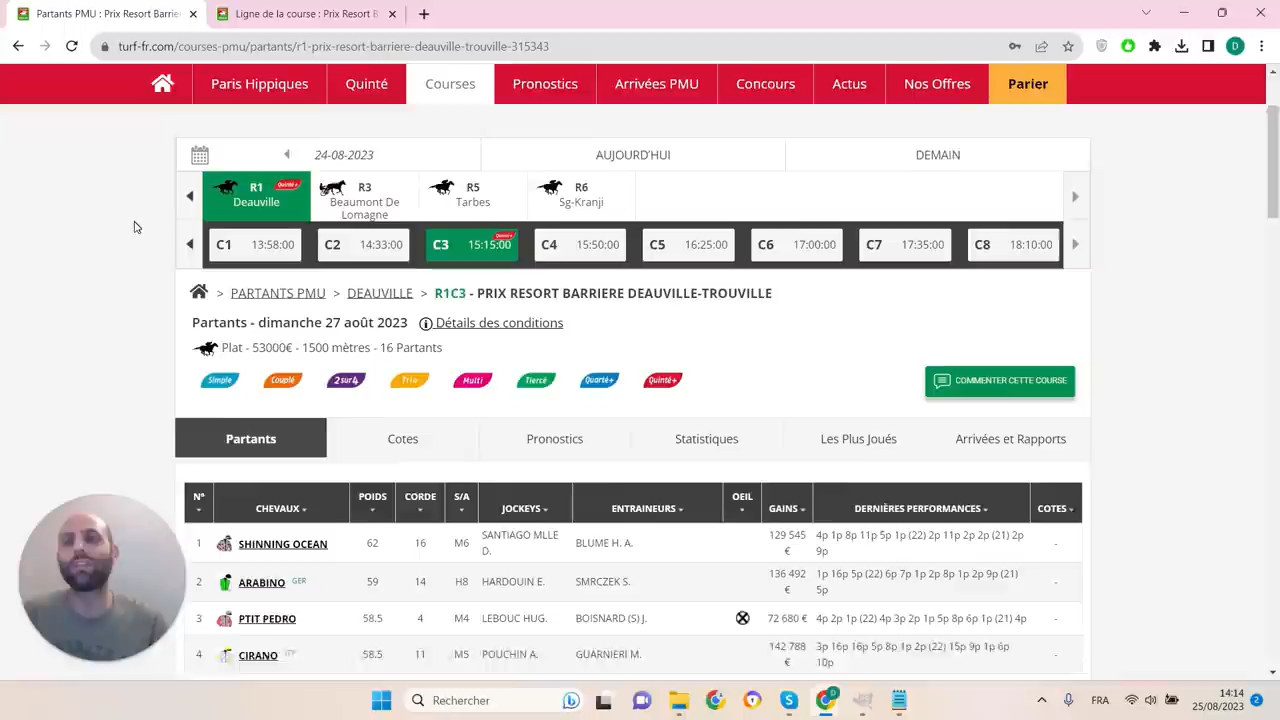 Partants PMU : Prix Resort Barrier
Ligne de la course : Prix Resort B
turf-fr.com/courses-pmu/partants/r1-prix-resort-barriere-deauville-trouville-315343
D
Paris Hippiques Quinté Courses Pronostics Arrivées PMU Concours Actus Nos Offres Parier
24-08-2023 AUJOURD'HUI DEMAIN
R1 Quinté+ R3 R5 R6
Deauville Beaumont De Tarbes Sg-Kranji
Lomagne
C1 13:58:00 C2 14:33:00 C3 15:15:00 C4 15:50:00 C5 16:25:00 C6 17:00:00 C7 17:35:00 C8 18:10:00
> PARTANTS PMU > DEAUVILLE > R1C3 - PRIX RESORT BARRIERE DEAUVILLE-TROUVILLE
Partants - dimanche 27 août 2023 Détails des conditions
Plat - 53000€ - 1500 mètres - 16 Partants
Simple Couplé 2sur4 Trio Multi Tiercé Quarté+ Quinté+
COMMENTER CETTE COURSE
Partants Cotes Pronostics Statistiques Les Plus Joués Arrivées et Rapports
N° CHEVAUX POIDS CORDE S/A JOCKEYS ENTRAINEURS OEIL GAINS DERNIÈRES PERFORMANCES COTES
1 SHINNING OCEAN 62 16 M6 SANTIAGO MLLE D. BLUME H. A. 129 545 € 4p 1p 8p 11p 5p 1p (22) 2p 11p 2p 2p (21) 2p 9p -
2 ARABINO GER 59 14 H8 HARDOUIN E. SMRCZEK S. 136 492 € 1p 16p 5p (22) 6p 7p 1p 2p 8p 1p 2p 9p (21) 5p -
3 PTIT PEDRO 58.5 4 M4 LEBOUC HUG. BOISNARD (S) J. 72 680 € 4p 2p 1p (22) 4p 3p 2p 1p 5p 8p 6p 1p (21) 4p -
4 CIRANO 58.5 11 M5 POUCHIN A. GUARNIERI M. 142 788 € 3p 16p 16p 5p 8p 1p 2p (22) 15p 9p 1p 6p 10p -
Rechercher
FRA
14:14
25/08/2023
2